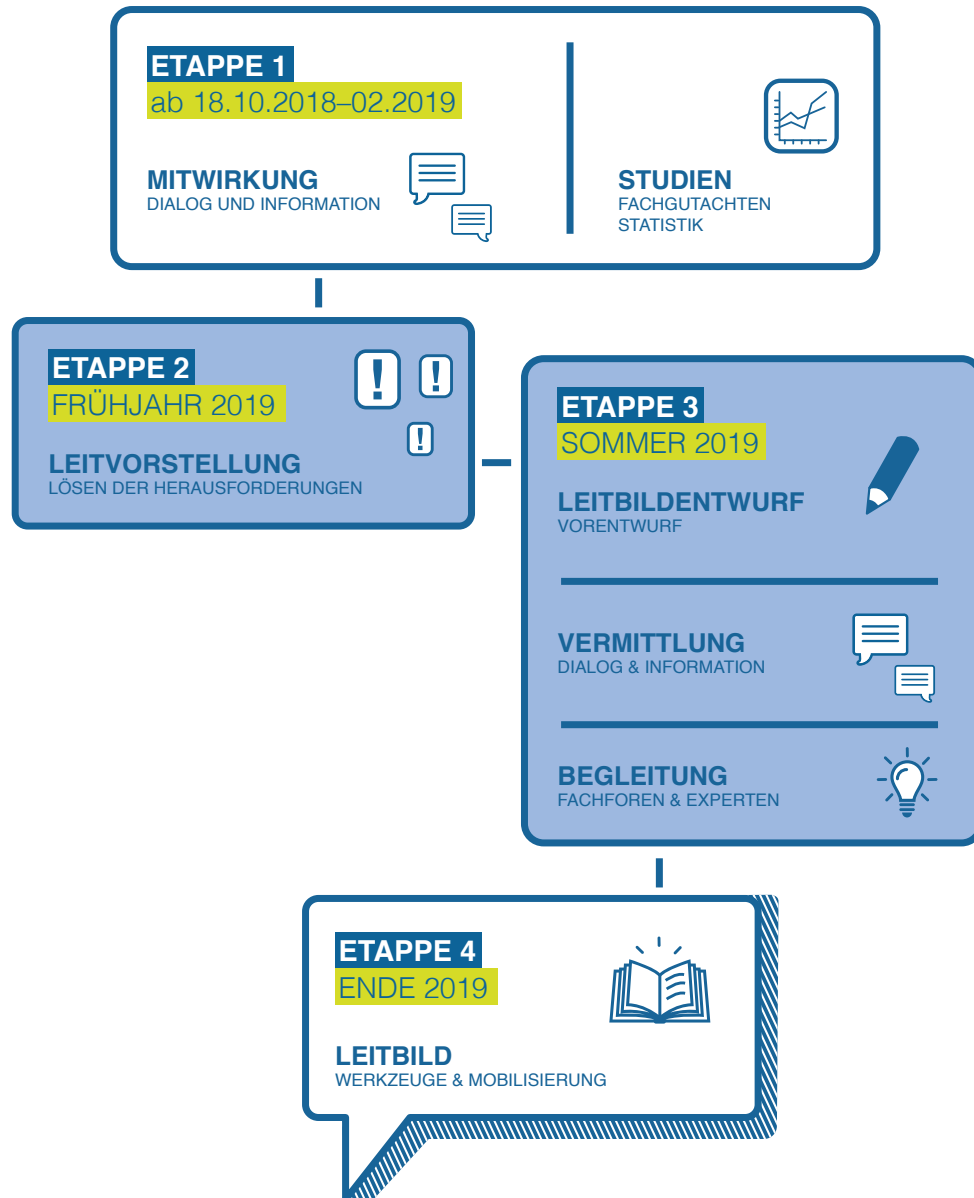 ETAPPE 1
ab 18.10.2018–02.2019
MITWIRKUNG
DIALOG UND INFORMATION
STUDIEN
FACHGUTACHTEN
STATISTIK
ETAPPE 2
FRÜHJAHR 2019
LEITVORSTELLUNG
LÖSEN DER HERAUSFORDERUNGEN
ETAPPE 3
SOMMER 2019
LEITBILDENTWURF
VORENTWURF
VERMITTLUNG
DIALOG & INFORMATION
BEGLEITUNG
FACHFOREN & EXPERTEN
ETAPPE 4
ENDE 2019
LEITBILD
WERKZEUGE & MOBILISIERUNG